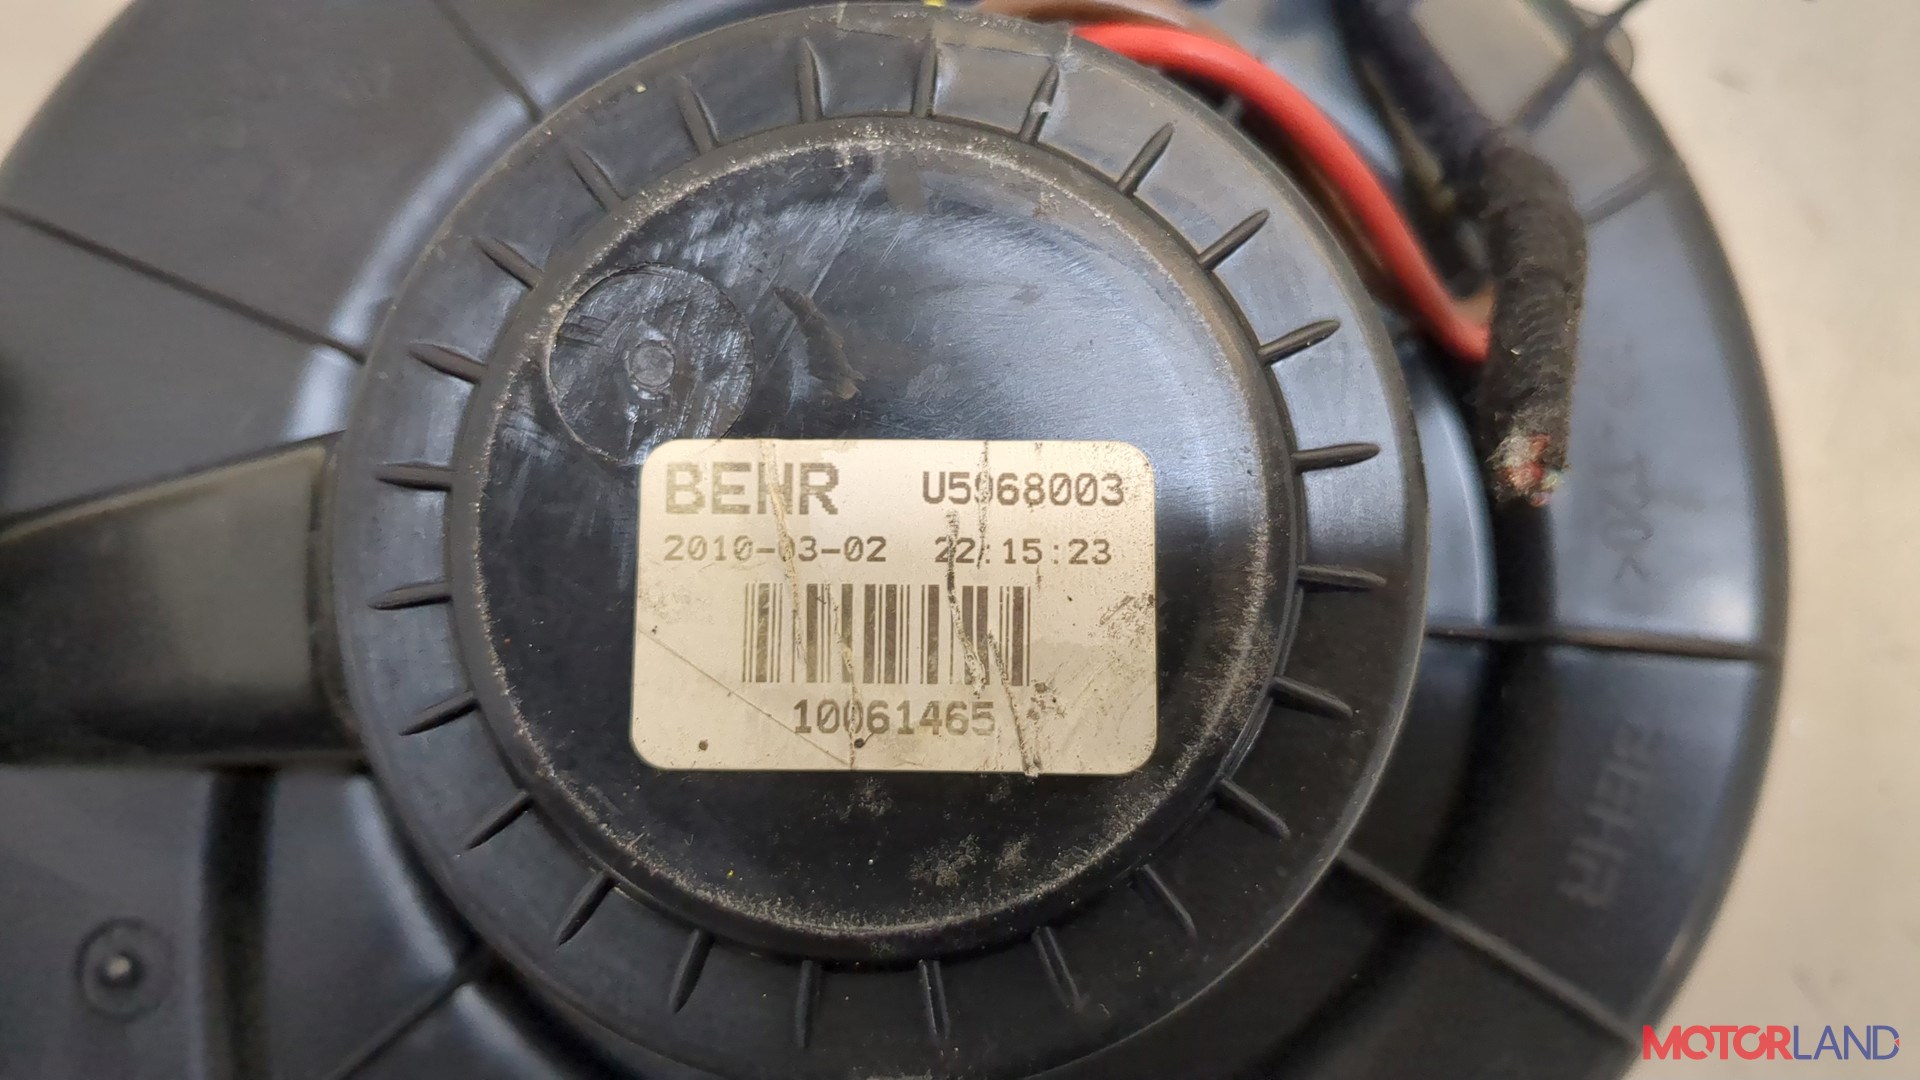 BEHR U5968003
2010-03-02 22:15:23
10061465
BEHR
MOTORLAND